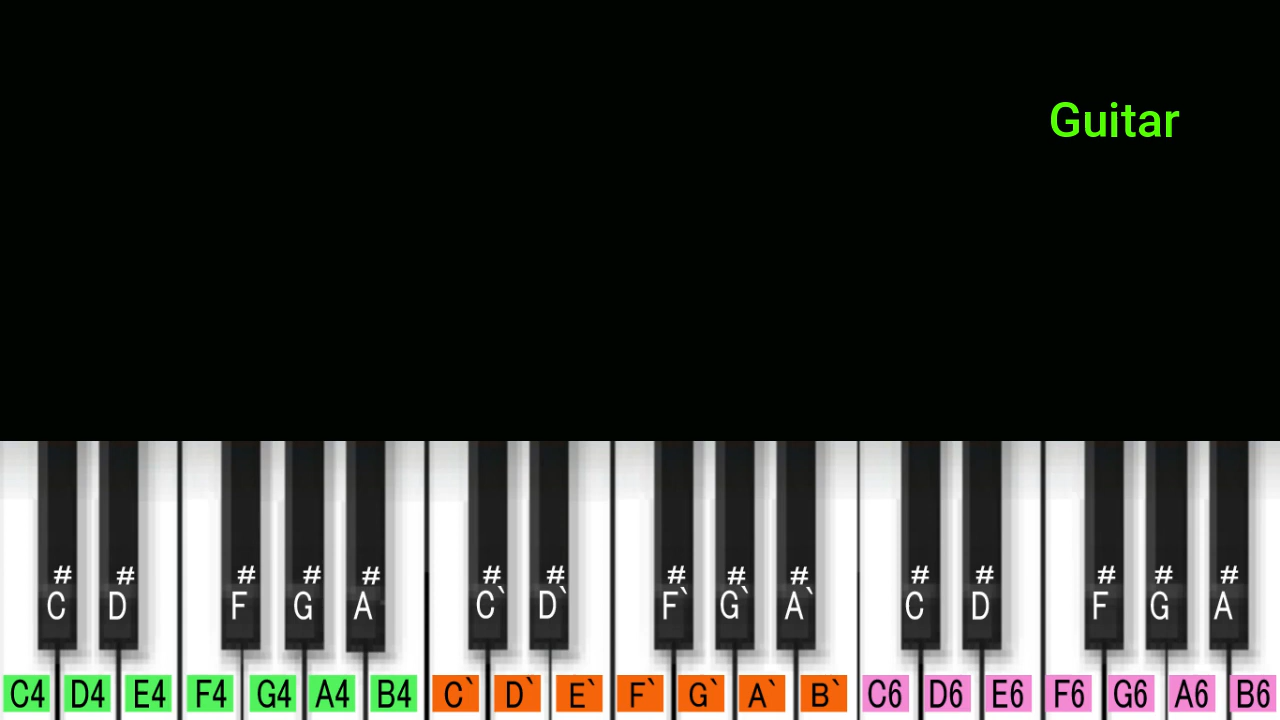 Guitar
# # # # # # # # # # # # # # #
C D F G A C` D` F` G` A` C D F G A
C4 D4 E4 F4 G4 A4 B4 C` D` E` F` G` A` B` C6 D6 E6 F6 G6 A6 B6